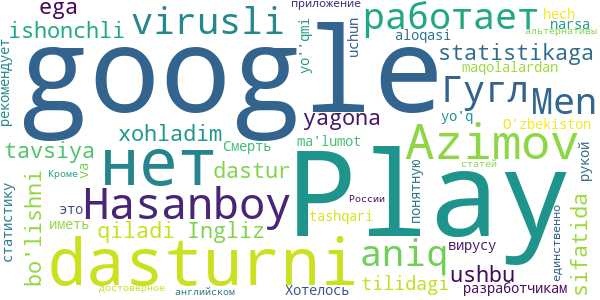 ega
virusli
приложение
работает
hech
ishonchli
yo''qmi
uchun
aloqasi
narsa
альтернативы
рекомендует
google
statistikaga
maqolalardan
Гугл
Men
yagona
yo'q
O'zbekiston
xohladim
ma'lumot
Azimov
tavsiya
va
нет
Смерть
dastur
Play
понятную
статей
рукой
Кроме
Hasanboy
России
bo'lishni
статистику
это
tashqari
sifatida
иметь
qiladi
Ingliz
aniq
вирусу
единственно
dasturni
ushbu
tilidagi
достоверное
английском
Хотелось
разработчикам